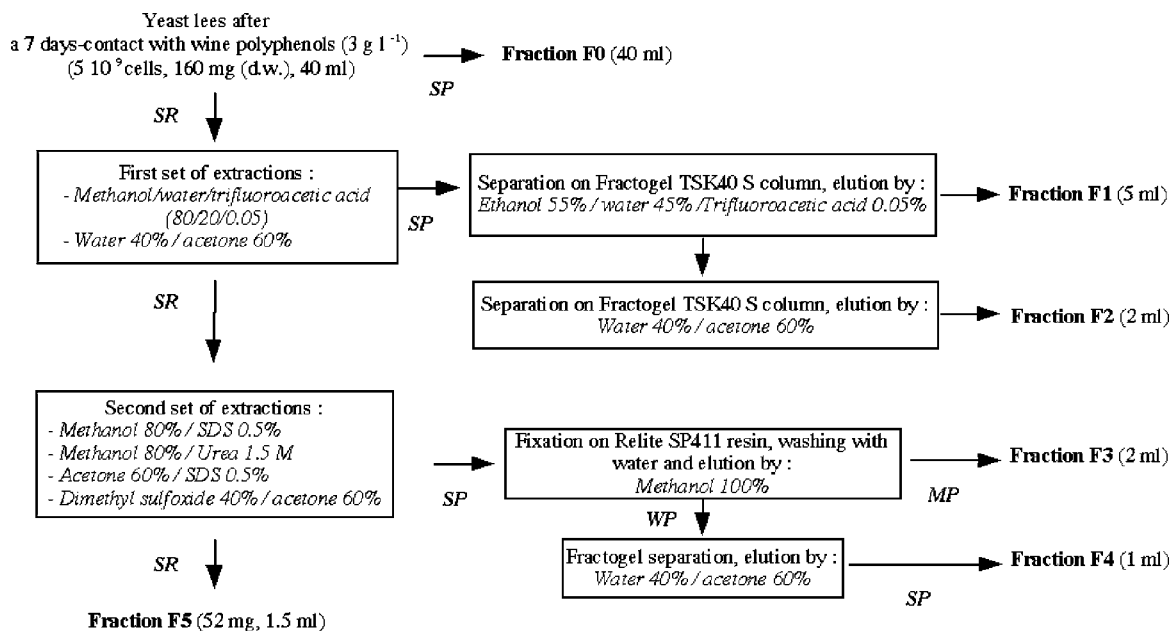 Yeast lees after
a 7 days-contact with wine polyphenols (3 g l⁻¹)
(5 10⁹ cells, 160 mg (d.w.), 40 ml)
Fraction F0 (40 ml)
SP
SR
First set of extractions :
- Methanol/water/trifluoroacetic acid
(80/20/0.05)
- Water 40% / acetone 60%
SP
Separation on Fractogel TSK40 S column, elution by :
Ethanol 55% / water 45% /Trifluoroacetic acid 0.05%
Fraction F1 (5 ml)
SR
Separation on Fractogel TSK40 S column, elution by :
Water 40% / acetone 60%
Fraction F2 (2 ml)
Second set of extractions :
- Methanol 80% / SDS 0.5%
- Methanol 80% / Urea 1.5 M
- Acetone 60% / SDS 0.5%
- Dimethyl sulfoxide 40% / acetone 60%
SP
Fixation on Relite SP411 resin, washing with
water and elution by :
Methanol 100%
Fraction F3 (2 ml)
MP
WP
SR
Fractogel separation, elution by :
Water 40% / acetone 60%
Fraction F4 (1 ml)
SP
Fraction F5 (52 mg, 1.5 ml)